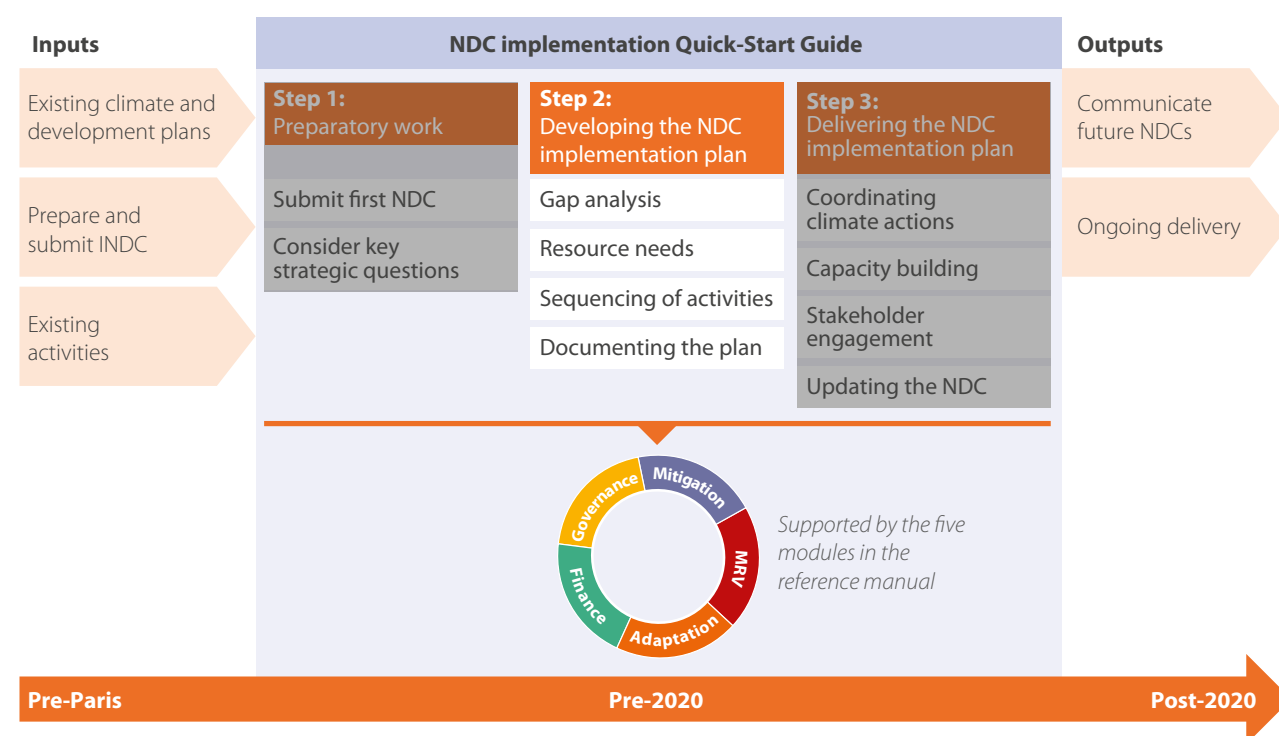 Inputs
Existing climate and
development plans
Prepare and
submit INDC
Existing
activities
NDC implementation Quick-Start Guide
Step 1:
Preparatory work
Submit first NDC
Consider key
strategic questions
Step 2:
Developing the NDC
implementation plan
Gap analysis
Resource needs
Sequencing of activities
Documenting the plan
Step 3:
Delivering the NDC
implementation plan
Coordinating
climate actions
Capacity building
Stakeholder
engagement
Updating the NDC
Outputs
Communicate
future NDCs
Ongoing delivery
Governance
Mitigation
MRV
Adaptation
Finance
Supported by the five
modules in the
reference manual
Pre-Paris
Pre-2020
Post-2020